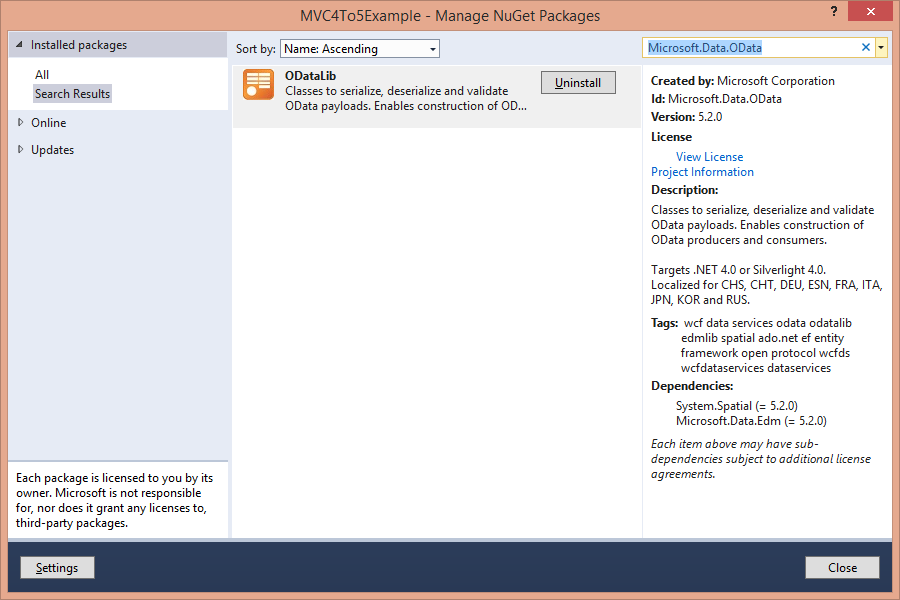 MVC4To5Example - Manage NuGet Packages
?
Installed packages
All
Search Results
Online
Updates
Each package is licensed to you by its
owner. Microsoft is not responsible
for, nor does it grant any licenses to,
third-party packages.
Sort by: Name: Ascending
ODataLib
Classes to serialize, deserialize and validate
OData payloads. Enables construction of OD...
Uninstall
Microsoft.Data.OData
Created by: Microsoft Corporation
Id: Microsoft.Data.OData
Version: 5.2.0
License
View License
Project Information
Description:
Classes to serialize, deserialize and validate
OData payloads. Enables construction of
OData producers and consumers.
Targets .NET 4.0 or Silverlight 4.0.
Localized for CHS, CHT, DEU, ESN, FRA, ITA,
JPN, KOR and RUS.
Tags: wcf data services odata odatalib
edmlib spatial ado.net ef entity
framework open protocol wcfds
wcfdataservices dataservices
Dependencies:
System.Spatial (= 5.2.0)
Microsoft.Data.Edm (= 5.2.0)
Each item above may have sub-
dependencies subject to additional license
agreements.
Settings
Close